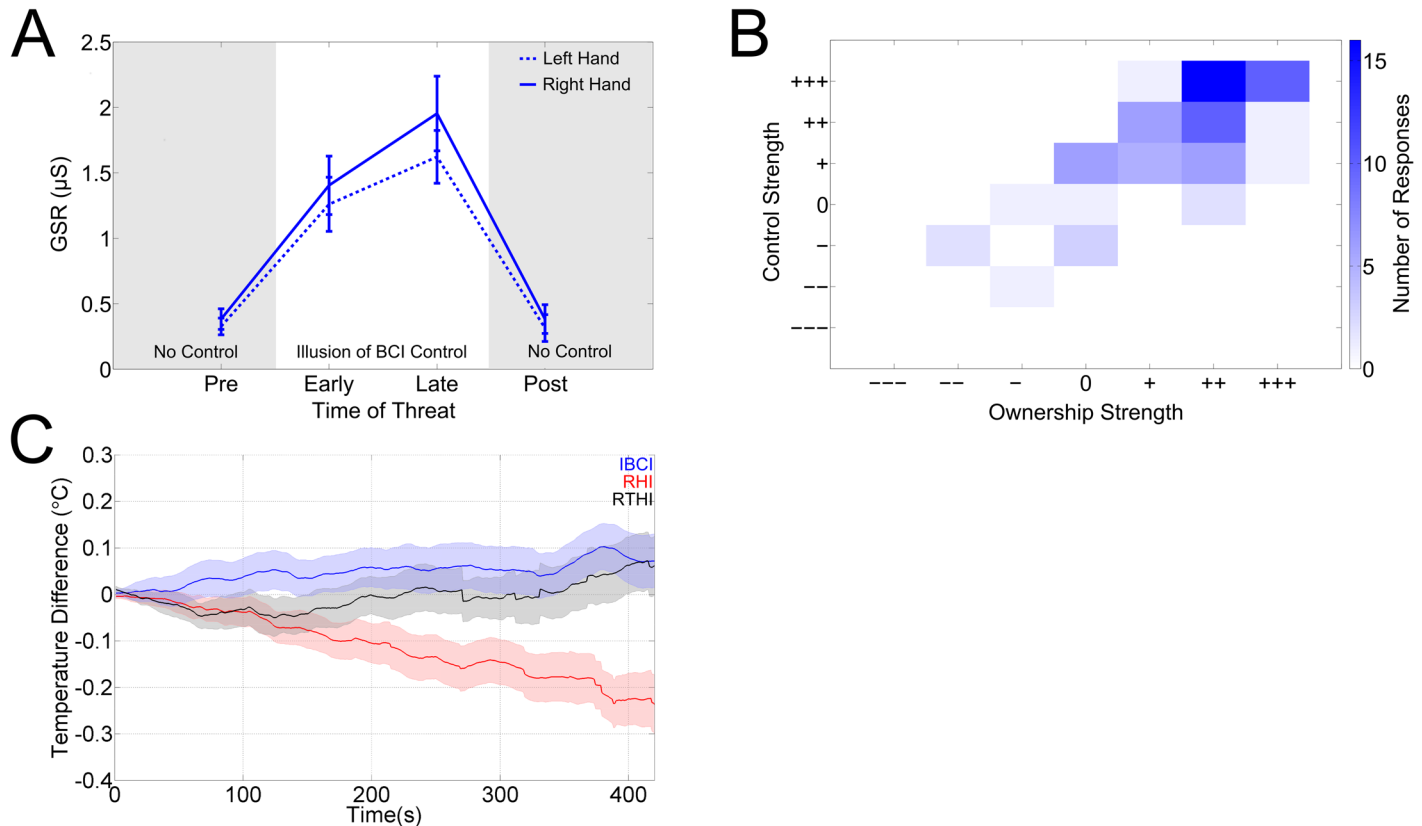 A
2.5
2
1.5
1
0.5
0
GSR (μS)
Left Hand
Right Hand
No Control
Illusion of BCI Control
No Control
Pre
Early
Late
Post
Time of Threat
B
+++
++
+
0
−
−−
−−−
Control Strength
−−−
−−
-
0
+
++
+++
Ownership Strength
15
10
5
0
Number of Responses
C
0.3
0.2
0.1
0
-0.1
-0.2
-0.3
-0.4
Temperature Difference (°C)
IBCI
RHI
RTHI
0
100
200
300
400
Time(s)